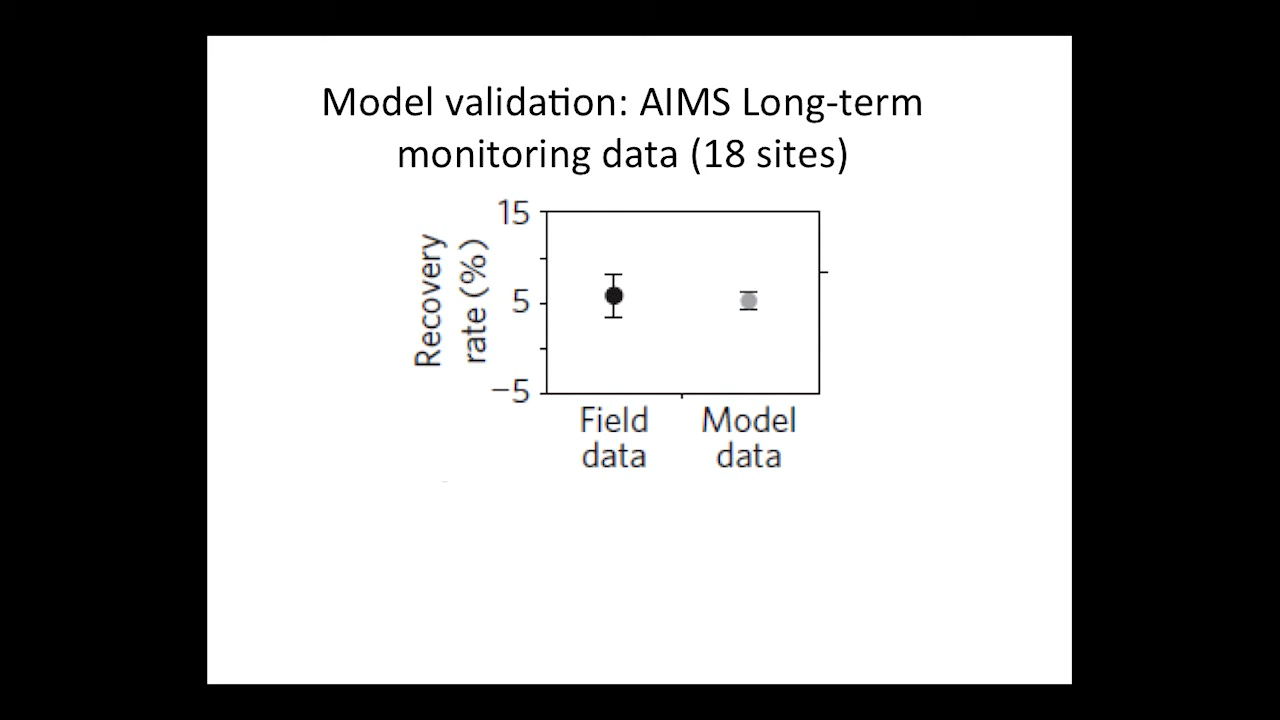 Model validation: AIMS Long-term
monitoring data (18 sites)
Recovery
rate (%)
15
5
−5
Field
data
Model
data